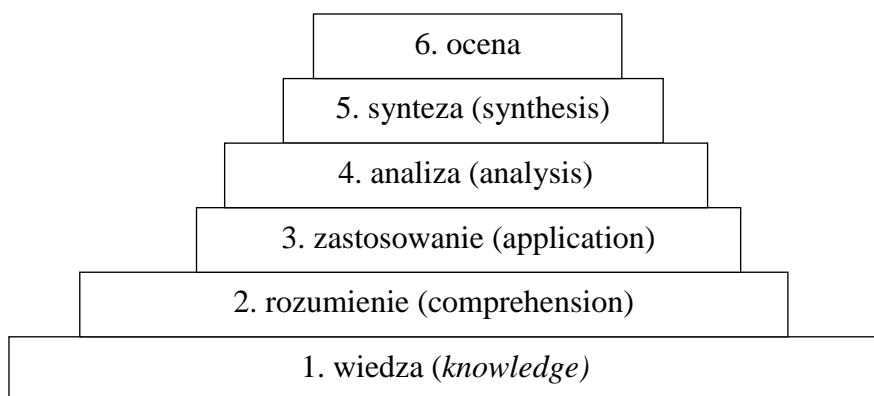 6. ocena
5. synteza (synthesis)
4. analiza (analysis)
3. zastosowanie (application)
2. rozumienie (comprehension)
1. wiedza (knowledge)